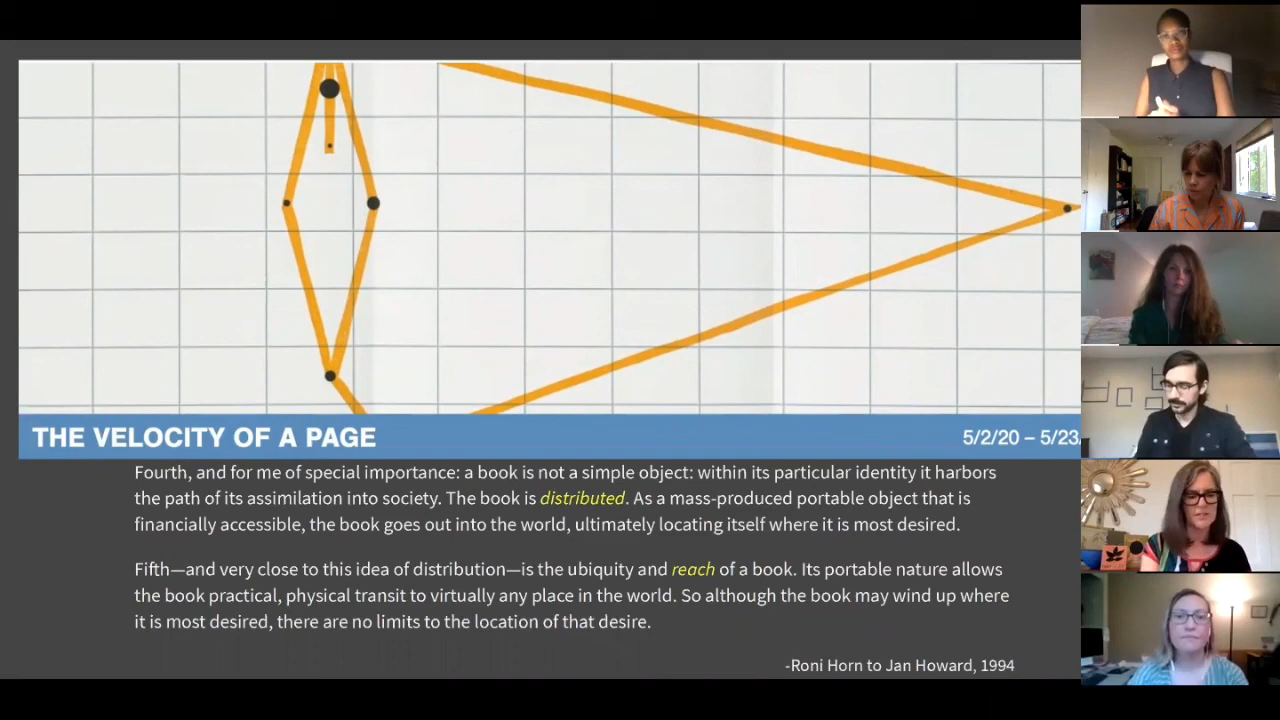 THE VELOCITY OF A PAGE
5/2/20 – 5/23
Fourth, and for me of special importance: a book is not a simple object: within its particular identity it harbors
the path of its assimilation into society. The book is distributed. As a mass-produced portable object that is
financially accessible, the book goes out into the world, ultimately locating itself where it is most desired.
Fifth—and very close to this idea of distribution—is the ubiquity and reach of a book. Its portable nature allows
the book practical, physical transit to virtually any place in the world. So although the book may wind up where
it is most desired, there are no limits to the location of that desire.
-Roni Horn to Jan Howard, 1994